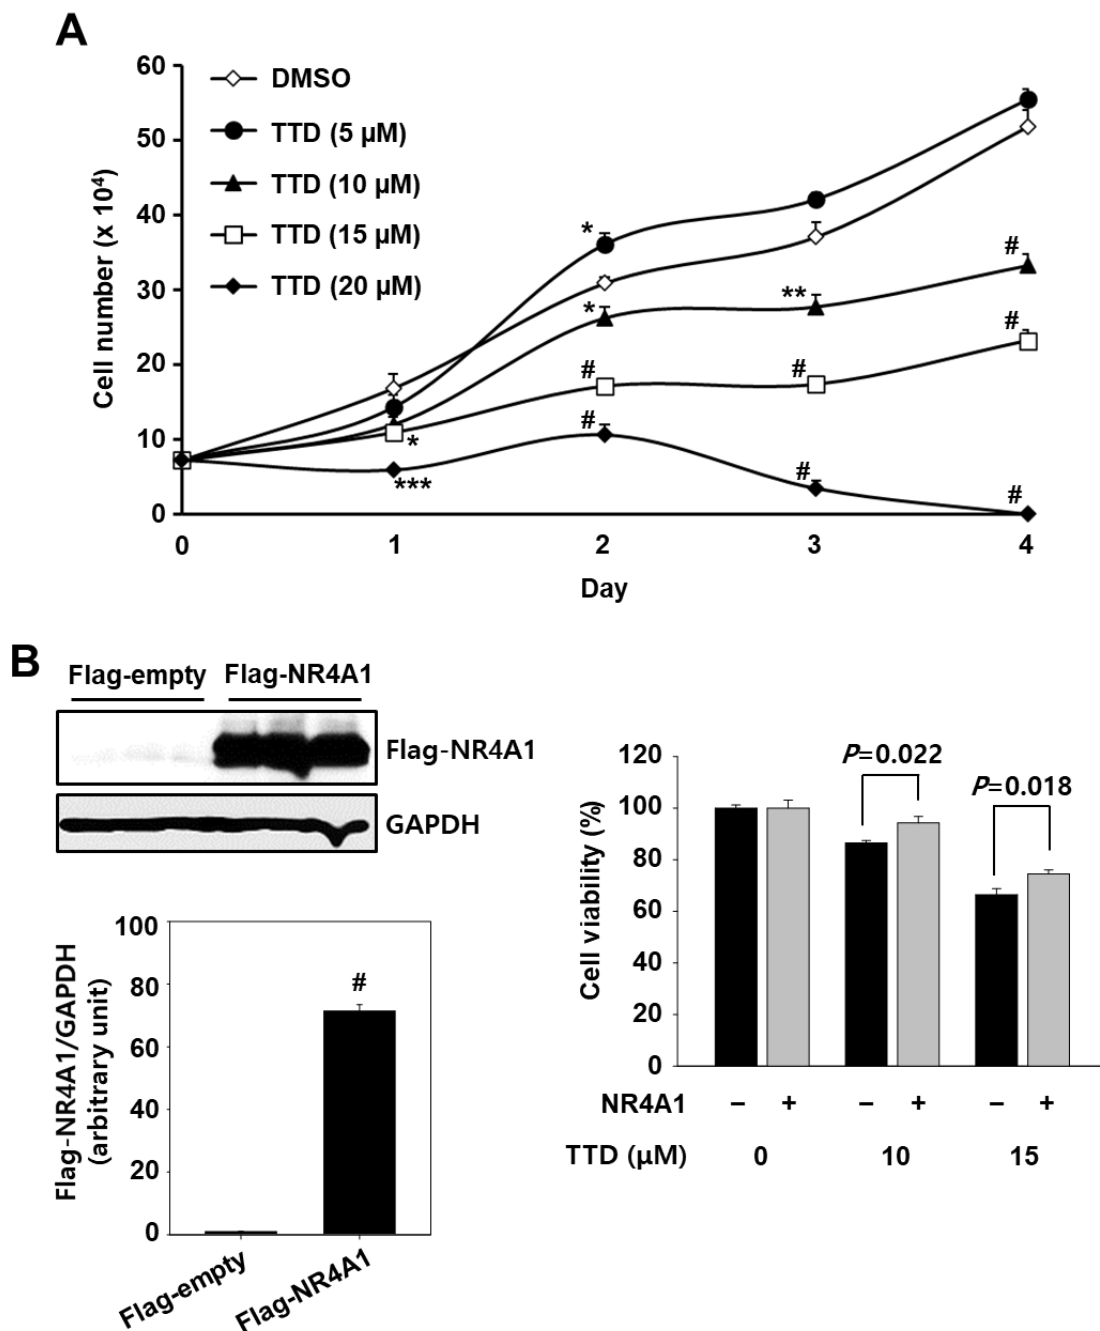 A
60
50
40
30
20
10
0
Cell number (x 10⁴)
DMSO
TTD (5 µM)
TTD (10 µM)
TTD (15 µM)
TTD (20 µM)
*
*
**
#
#
#
#
*
#
#
#
***
0 1 2 3 4
Day
B
Flag-empty Flag-NR4A1
Flag-NR4A1
GAPDH
100
80
60
40
20
0
Flag-NR4A1/GAPDH
(arbitrary unit)
#
Flag-empty
Flag-NR4A1
120
100
80
60
40
20
0
Cell viability (%)
P=0.022
P=0.018
NR4A1 – + – + – +
TTD (µM) 0 10 15